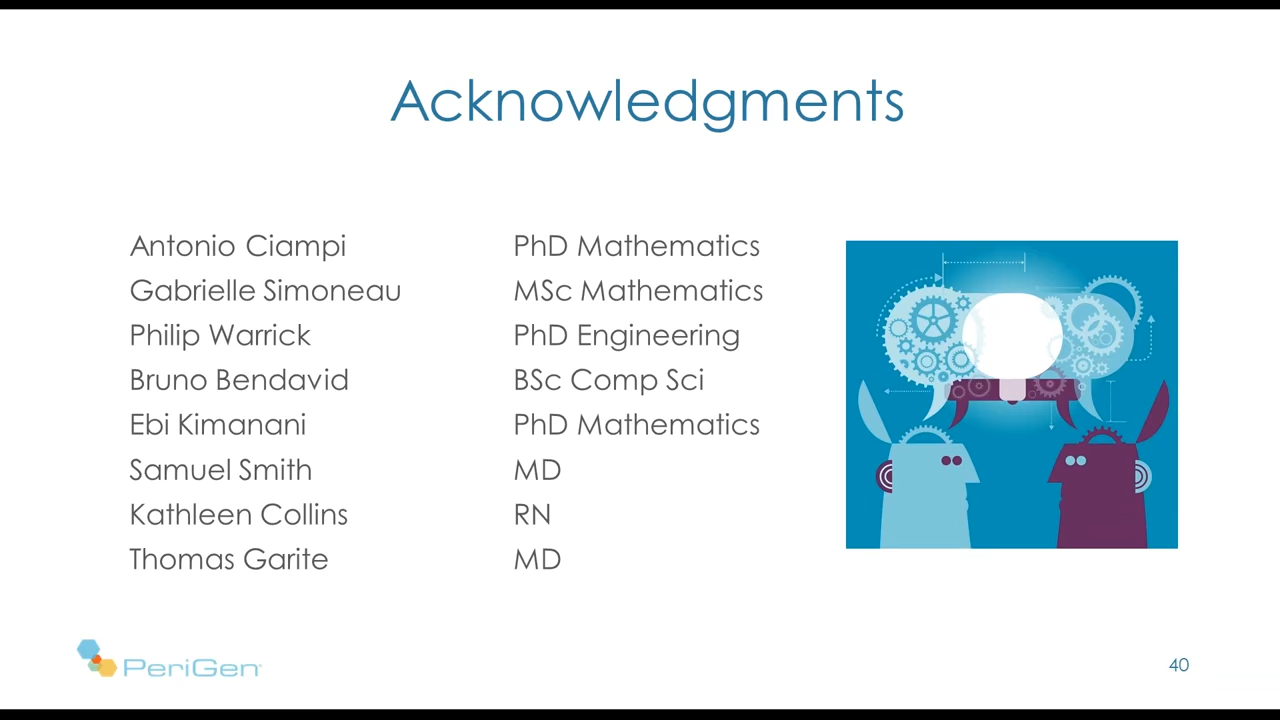 Acknowledgments
Antonio Ciampi PhD Mathematics
Gabrielle Simoneau MSc Mathematics
Philip Warrick PhD Engineering
Bruno Bendavid BSc Comp Sci
Ebi Kimanani PhD Mathematics
Samuel Smith MD
Kathleen Collins RN
Thomas Garite MD
PeriGen
40